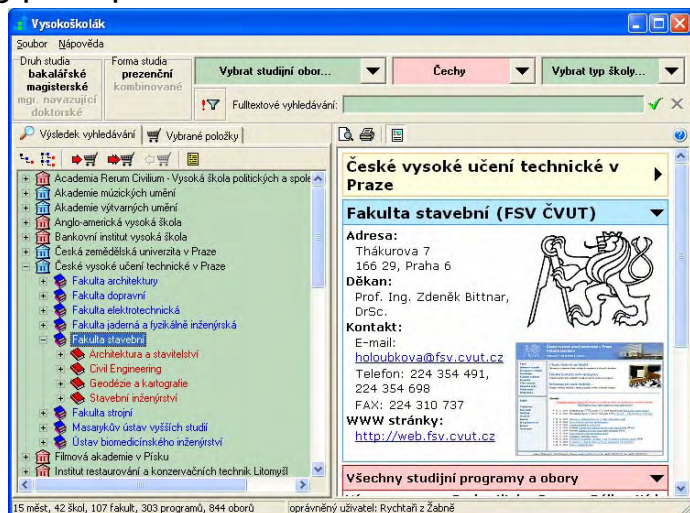 Vysokoškolák
Soubor Nápověda
Druh studia
bakalářské
magisterské
mgr. navazující
doktorské
Forma studia
prezenční
kombinované
Vybrat studijní obor...
Čechy
Vybrat typ školy...
Fulltextové vyhledávání:
Výsledek vyhledávání
Vybrané položky
Academia Rerum Civilium - Vysoká škola politických a spole
Akademie múzických umění
Akademie výtvarných umění
Anglo-americká vysoká škola
Bankovní institut vysoká škola
Česká zemědělská univerzita v Praze
České vysoké učení technické v Praze
Fakulta architektury
Fakulta dopravní
Fakulta elektrotechnická
Fakulta jaderná a fyzikálně inženýrská
Fakulta stavební
Architektura a stavitelství
Civil Engineering
Geodézie a kartografie
Stavební inženýrství
Fakulta strojní
Masarykův ústav vyšších studií
Ústav biomedicínského inženýrství
Filmová akademie v Písku
Institut restaurování a konzervačních technik Litomyšl
České vysoké učení technické v
Praze
Fakulta stavební (FSV ČVUT)
Adresa:
Thákurova 7
166 29, Praha 6
Děkan:
Prof. Ing. Zdeněk Bittnar,
DrSc.
Kontakt:
E-mail:
holoubkova@fsv.cvut.cz
Telefon: 224 354 491,
224 354 698
FAX: 224 310 737
WWW stránky:
http://web.fsv.cvut.cz
Všechny studijní programy a obory
15 měst, 42 škol, 107 fakult, 303 programů, 844 oborů
oprávněný uživatel: Rychtaři z Žabně